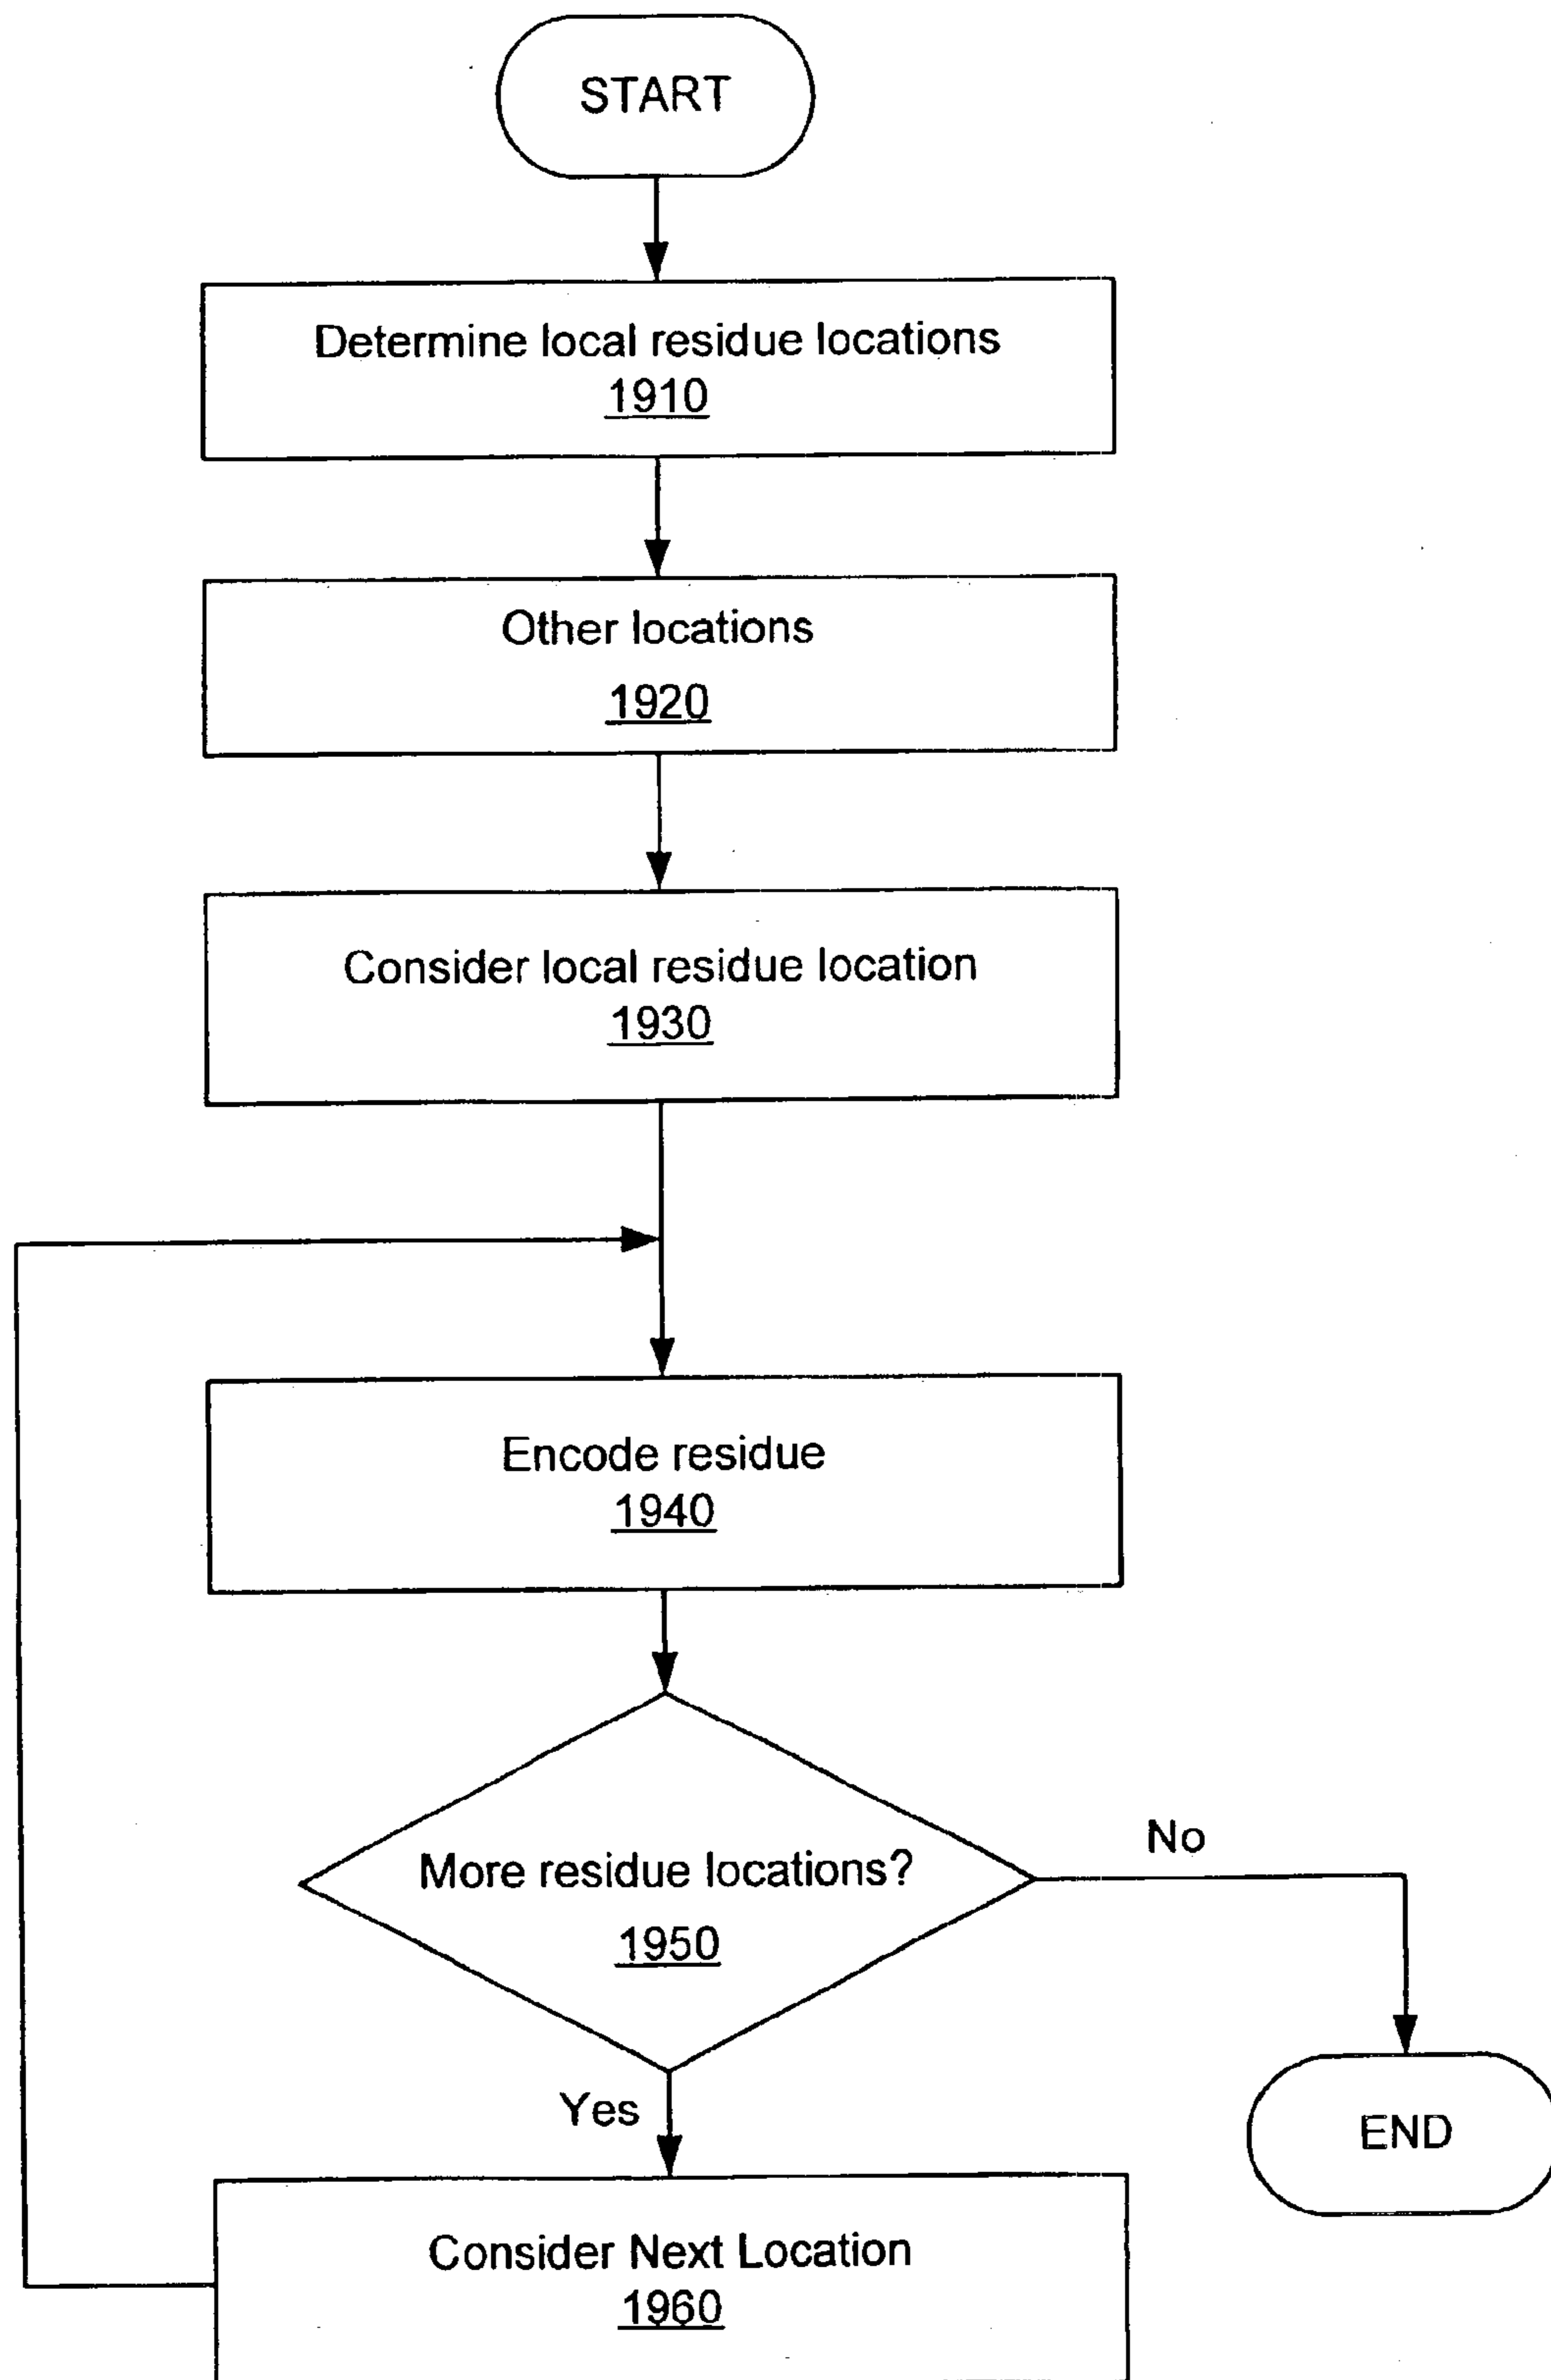 START
Determine local residue locations
1910
Other locations
1920
Consider local residue location
1930
Encode residue
1940
More residue locations?
1950
No
Yes
END
Consider Next Location
1960